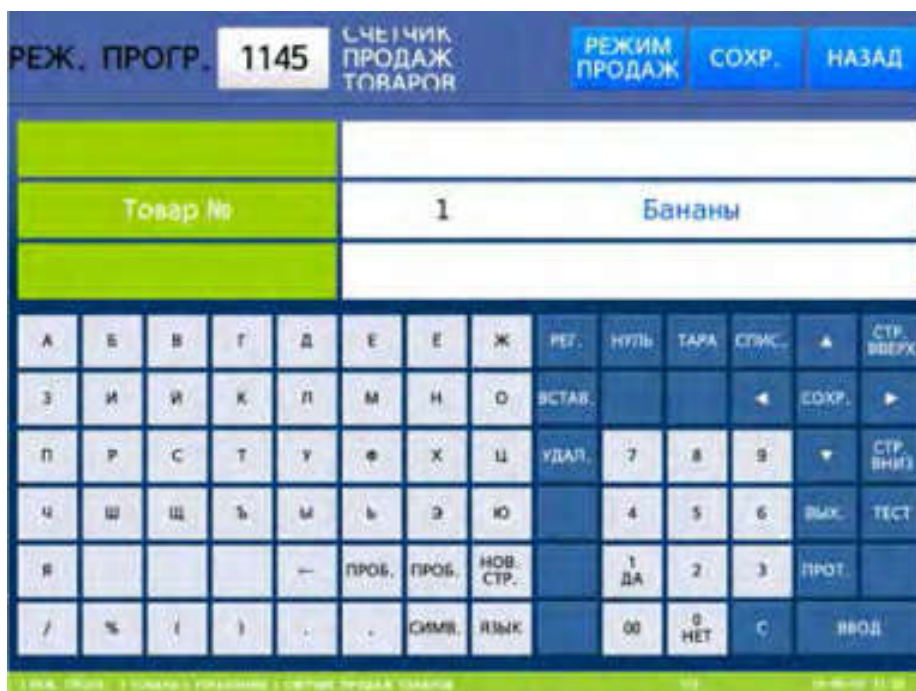 РЕЖ. ПРОГР. 1145 СЧЕТЧИК ПРОДАЖ ТОВАРОВ РЕЖИМ ПРОДАЖ СОХР. НАЗАД
Товар № 1 Бананы
А Б В Г Д Е Ё Ж РЕГ. НУЛЬ ТАРА СПИС. ▲ СТР. ВВЕРХ
З И Й К Л М Н О ВСТАВ. ◄ СОХР. ►
П Р С Т У Ф Х Ц УДАЛ. 7 8 9 ▼ СТР. ВНИЗ
Ч Ш Щ Ъ Ы Ь Э Ю 4 5 6 ВЫХ. ТЕСТ
Я ← ПРОБ. ПРОБ. НОВ. СТР. 1 ДА 2 3 ПРОТ.
/ % ( ) СИМВ. ЯЗЫК 00 0 НЕТ С ВВОД